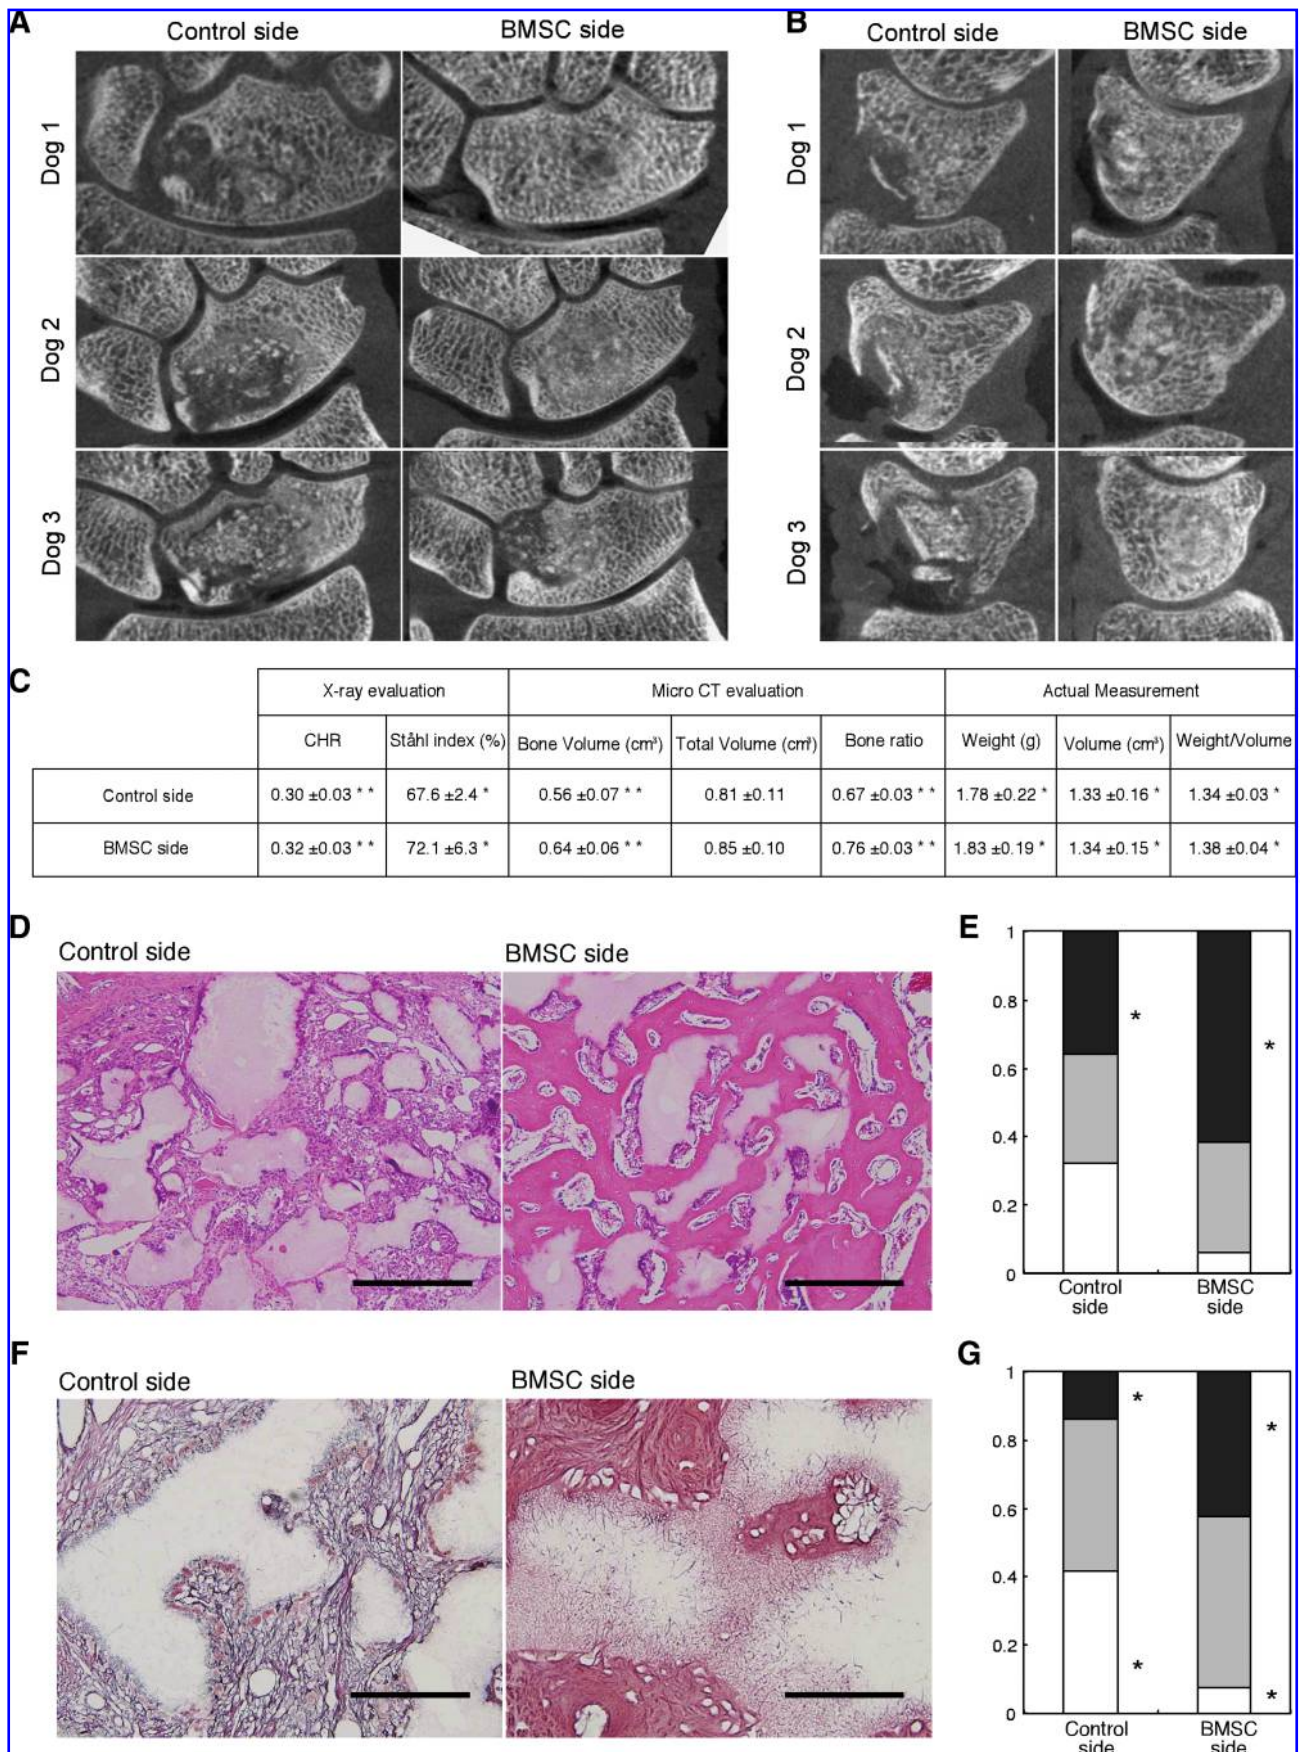 A
Control side
BMSC side
B
Control side
BMSC side
Dog 1
Dog 1
Dog 2
Dog 2
Dog 3
Dog 3
C
X-ray evaluation
Micro CT evaluation
Actual Measurement
CHR
Ståhl index (%)
Bone Volume (cm³)
Total Volume (cm³)
Bone ratio
Weight (g)
Volume (cm³)
Weight/Volume
Control side
0.30 ±0.03 * *
67.6 ±2.4 *
0.56 ±0.07 * *
0.81 ±0.11
0.67 ±0.03 * *
1.78 ±0.22 *
1.33 ±0.16 *
1.34 ±0.03 *
BMSC side
0.32 ±0.03 * *
72.1 ±6.3 *
0.64 ±0.06 * *
0.85 ±0.10
0.76 ±0.03 * *
1.83 ±0.19 *
1.34 ±0.15 *
1.38 ±0.04 *
D
Control side
BMSC side
E
1
0.8
0.6
0.4
0.2
0
*
*
Control
side
BMSC
side
F
Control side
BMSC side
G
1
0.8
0.6
0.4
0.2
0
*
*
*
*
Control
side
BMSC
side